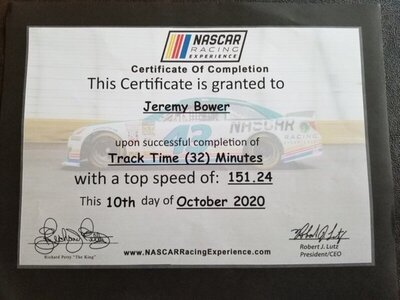 NASCAR
RACING
EXPERIENCE
Certificate Of Completion
This Certificate is granted to
Jeremy Bower
42
NASCAR
upon successful completion of
Track Time (32) Minutes
with a top speed of: 151.24
This 10th day of October 2020
Richard Petty "The King"
www.NASCARRacingExperience.com
Robert J. Lutz
President/CEO